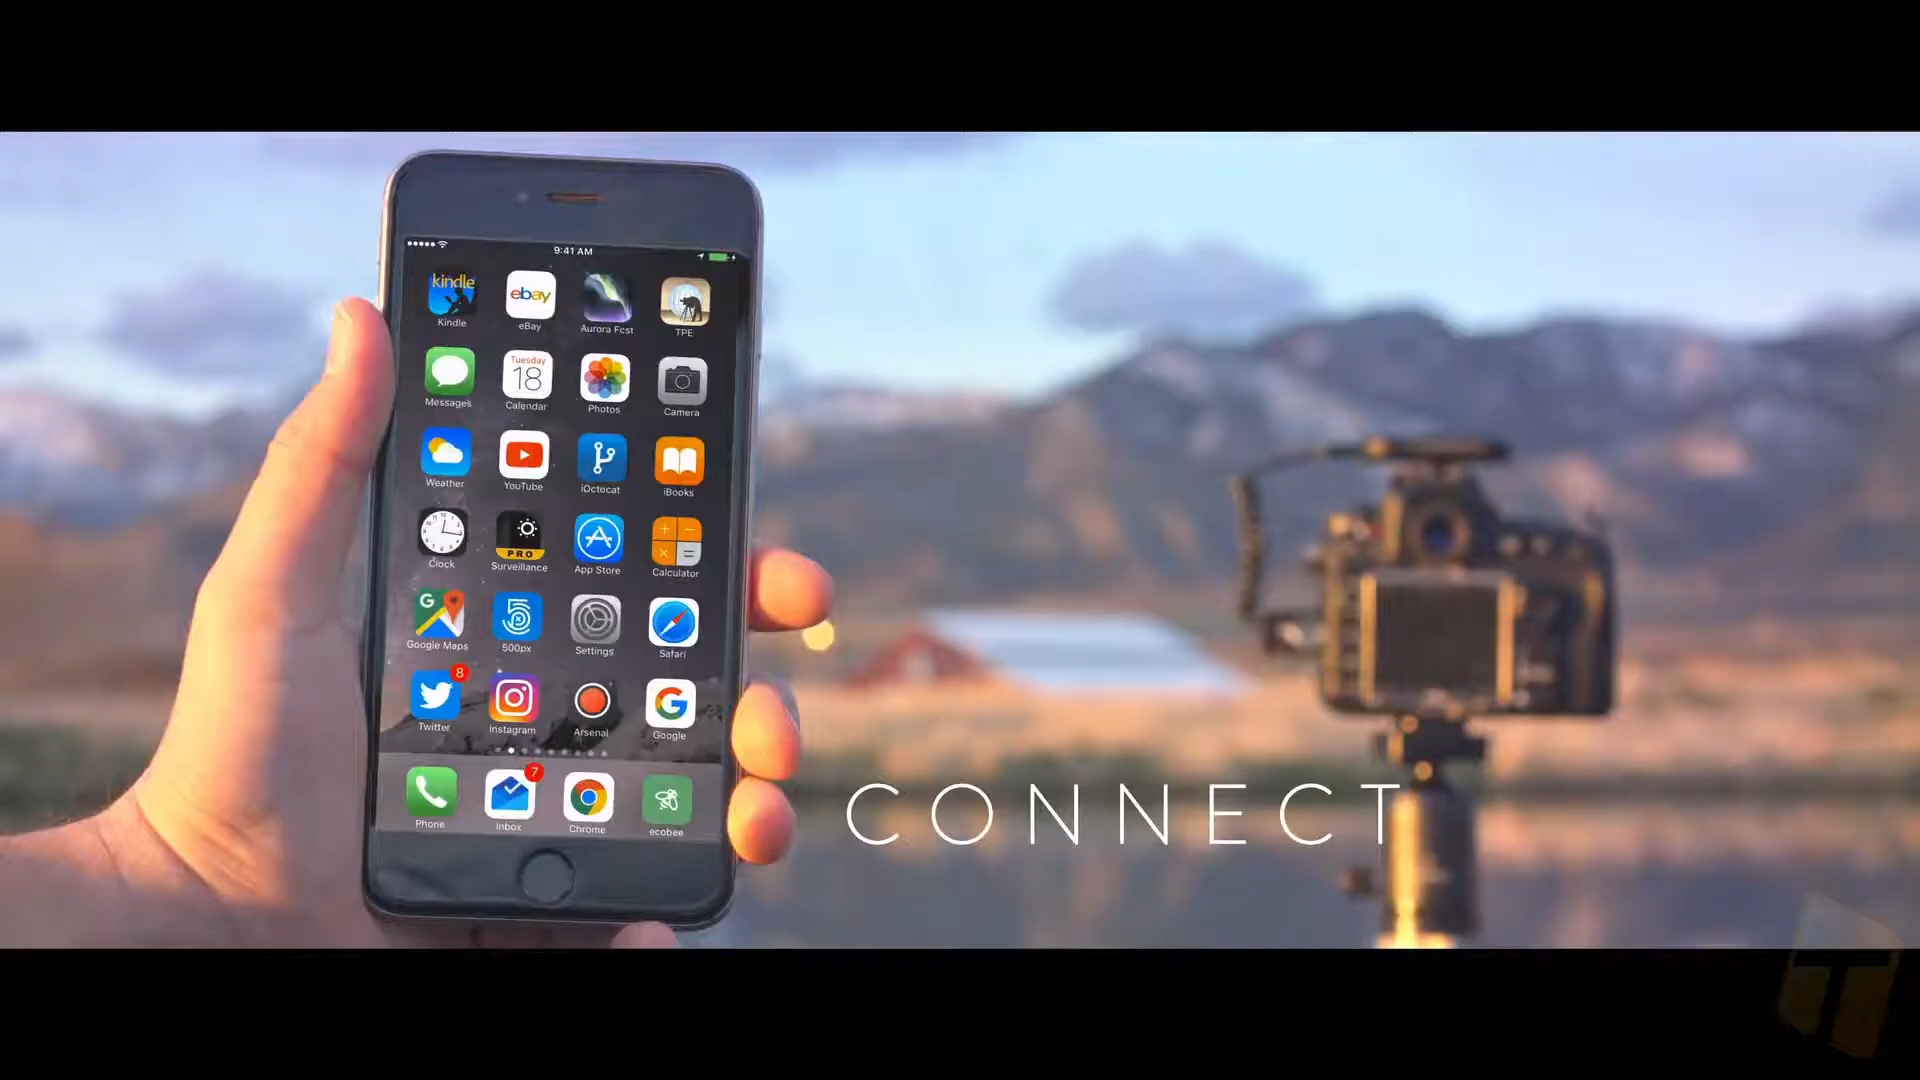 9:41 AM
kindle
ebay
Kindle
eBay
Aurora Fcst
TPE
Tuesday
18
Messages
Calendar
Photos
Camera
Weather
YouTube
iOctocat
iBooks
PRO
Clock
Surveillance
App Store
Calculator
G
5
Google Maps
500px
Settings
Safari
8
G
Twitter
Instagram
Arsenal
Google
7
Phone
Inbox
Chrome
ecobee
CONNECT